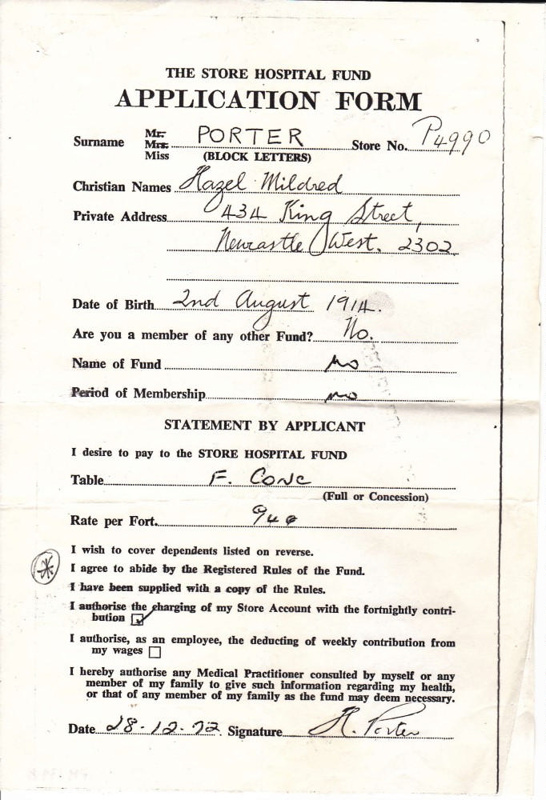 THE STORE HOSPITAL FUND
APPLICATION FORM
Surname Mr. Mrs. Miss PORTER Store No. P4990
(BLOCK LETTERS)
Christian Names Hazel Mildred
Private Address 434 King Street,
Newcastle West. 2302
Date of Birth 2nd August 1914.
Are you a member of any other Fund? No.
Name of Fund no
Period of Membership no
STATEMENT BY APPLICANT
I desire to pay to the STORE HOSPITAL FUND
Table F. Conc
(Full or Concession)
Rate per Fort.
I wish to cover dependents listed on reverse.
I agree to abide by the Registered Rules of the Fund.
I have been supplied with a copy of the Rules.
I authorise the charging of my Store Account with the fortnightly contri-
bution
I authorise, as an employee, the deducting of weekly contribution from
my wages
I hereby authorise any Medical Practitioner consulted by myself or any
member of my family to give such information regarding my health,
or that of any member of my family as the fund may deem necessary.
Date 28.12.72 Signature H. Porter